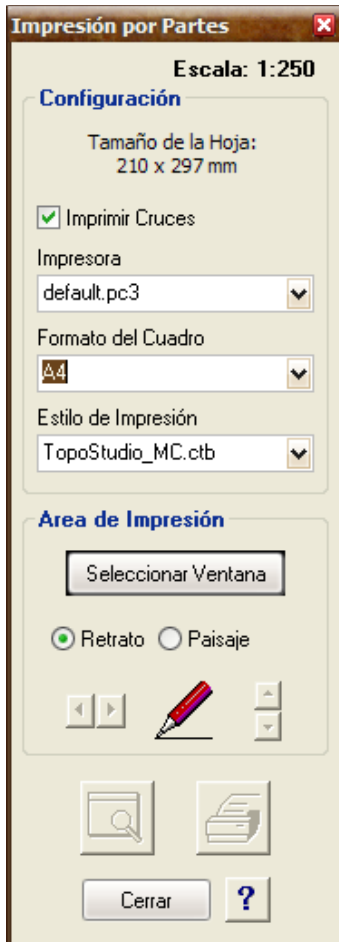 Impresión por Partes
Escala: 1:250
Configuración
Tamaño de la Hoja:
210 x 297 mm
Imprimir Cruces
Impresora
default.pc3
Formato del Cuadro
A4
Estilo de Impresión
TopoStudio_MC.ctb
Area de Impresión
Seleccionar Ventana
Retrato Paisaje
Cerrar ?